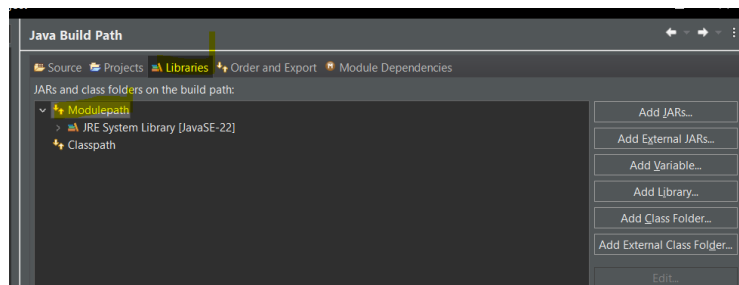 Java Build Path
Source Projects Libraries Order and Export Module Dependencies
JARs and class folders on the build path:
Modulepath
JRE System Library [JavaSE-22]
Classpath
Add JARs...
Add External JARs...
Add Variable...
Add Library...
Add Class Folder...
Add External Class Folder...
Edit...